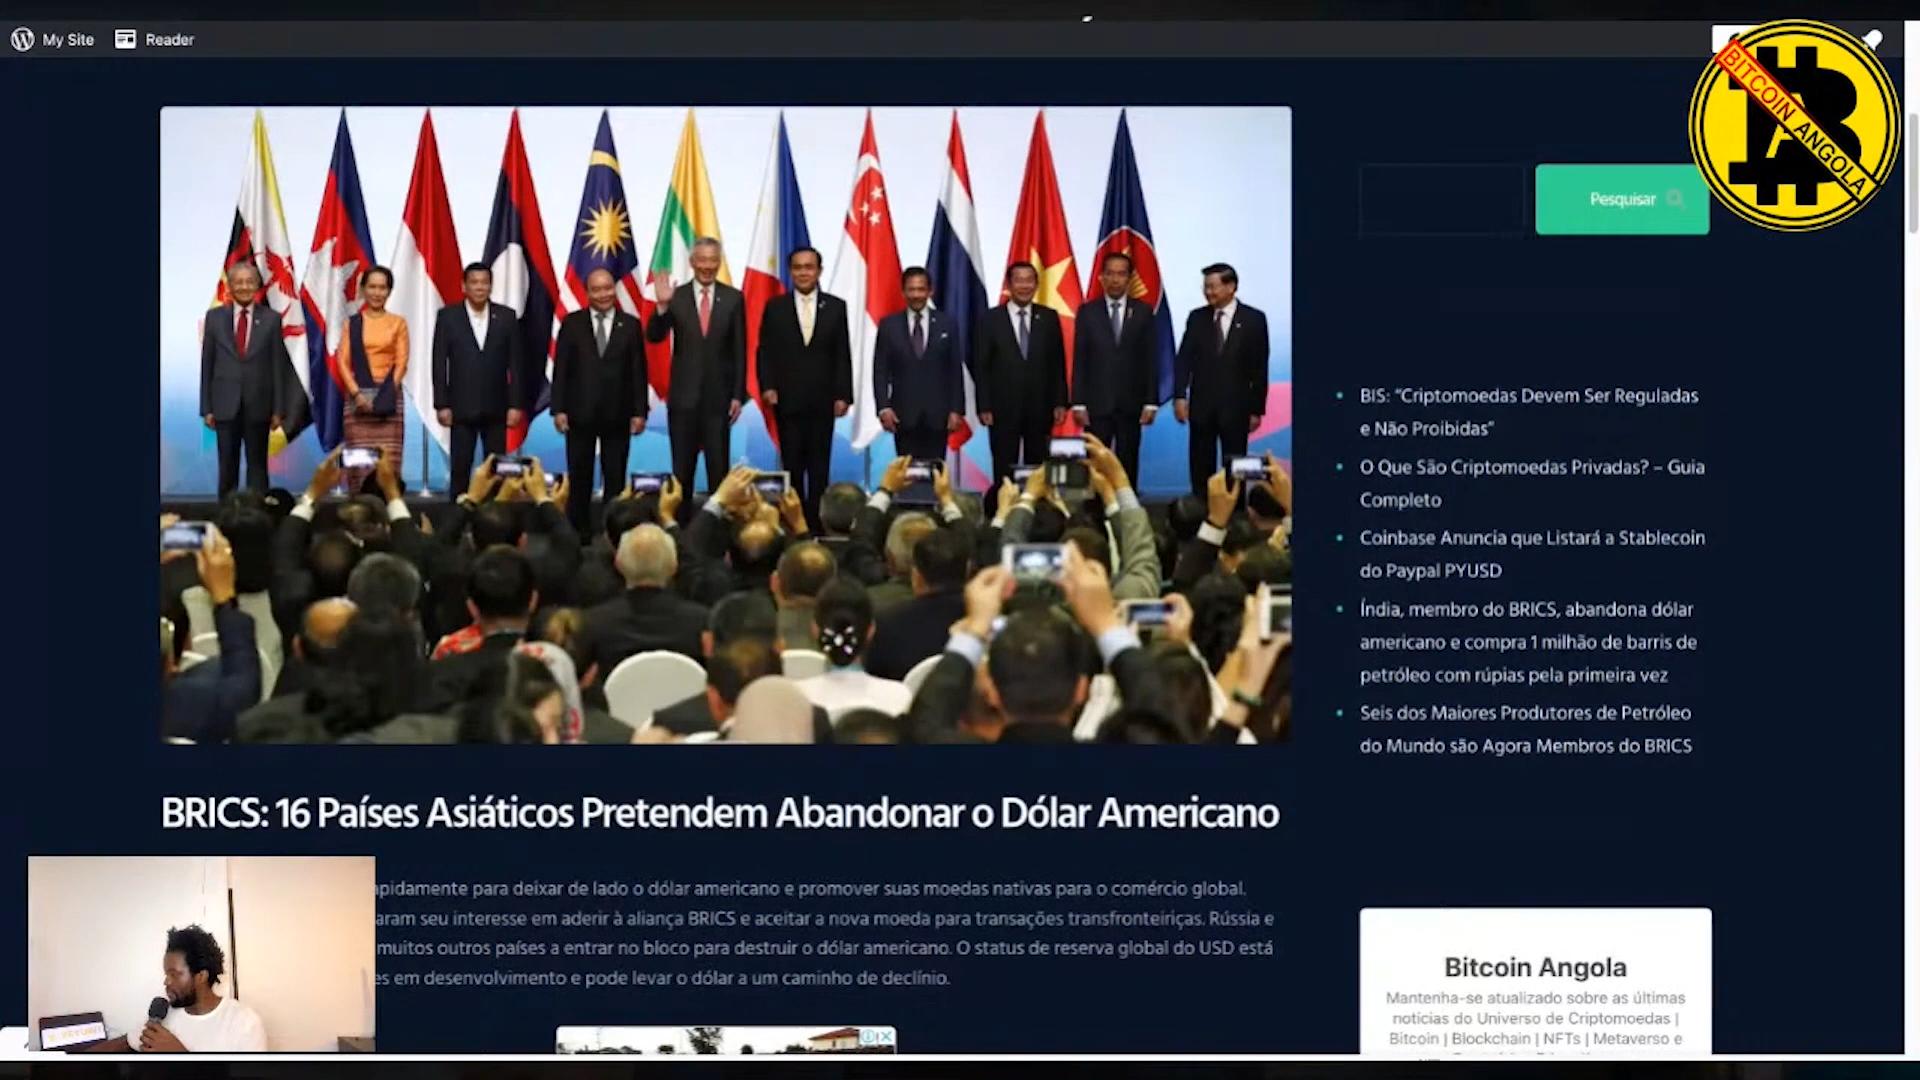 My Site
Reader
BITCOIN ANGOLA
Pesquisar
BIS: “Criptomoedas Devem Ser Reguladas
e Não Proibidas”
O Que São Criptomoedas Privadas? – Guia
Completo
Coinbase Anuncia que Listará a Stablecoin
do Paypal PYUSD
Índia, membro do BRICS, abandona dólar
americano e compra 1 milhão de barris de
petróleo com rúpias pela primeira vez
Seis dos Maiores Produtores de Petróleo
do Mundo são Agora Membros do BRICS
BRICS: 16 Países Asiáticos Pretendem Abandonar o Dólar Americano
para deixar de lado o dólar americano e promover suas moedas nativas para o comércio global.
seu interesse em aderir à aliança BRICS e aceitar a nova moeda para transações transfronteiriças. Rússia e
muitos outros países a entrar no bloco para destruir o dólar americano. O status de reserva global do USD está
em desenvolvimento e pode levar o dólar a um caminho de declínio.
Bitcoin Angola
Mantenha-se atualizado sobre as últimas
notícias do Universo de Criptomoedas |
Bitcoin | Blockchain | NFTs | Metaverso e